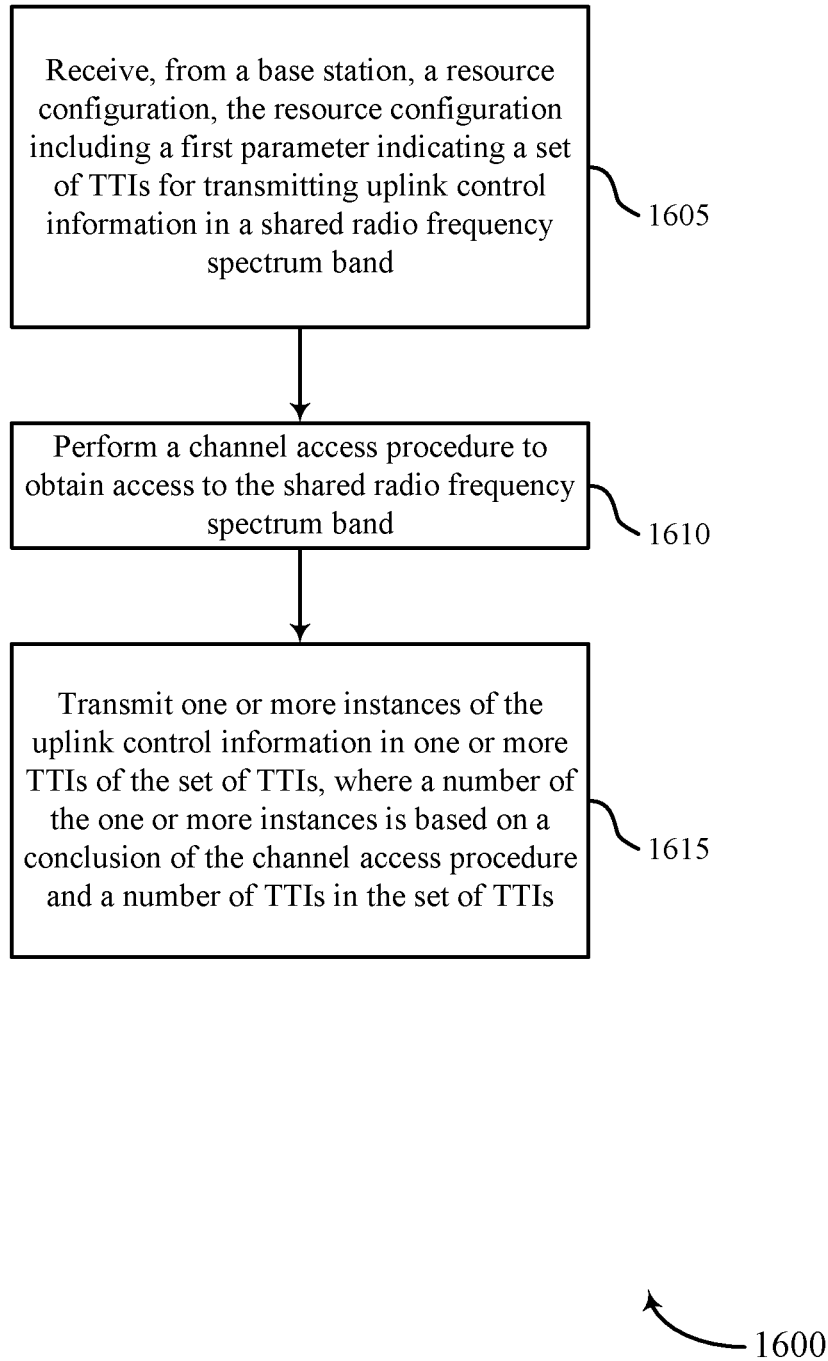 Receive, from a base station, a resource
configuration, the resource configuration
including a first parameter indicating a set
of TTIs for transmitting uplink control
information in a shared radio frequency
spectrum band
1605
Perform a channel access procedure to
obtain access to the shared radio frequency
spectrum band
1610
Transmit one or more instances of the
uplink control information in one or more
TTIs of the set of TTIs, where a number of
the one or more instances is based on a
conclusion of the channel access procedure
and a number of TTIs in the set of TTIs
1615
1600